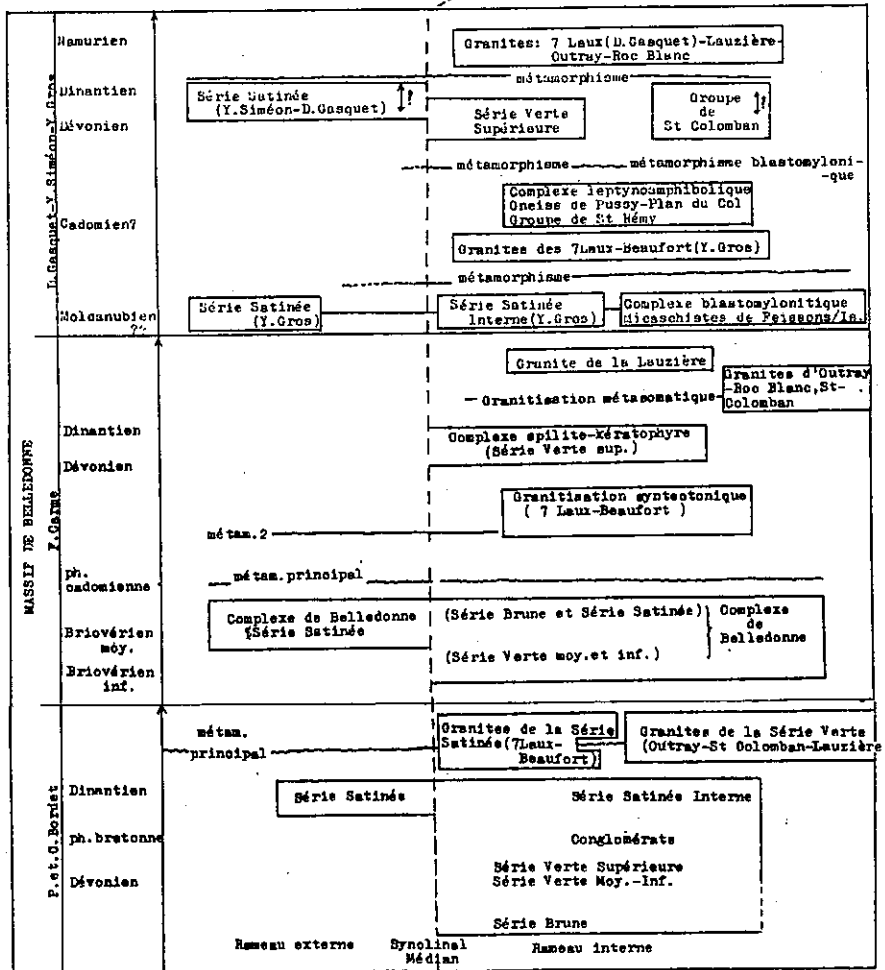 Namurien
Granites: 7 Laux(D.Gasquet)-Lauzière-
Outray-Roc Blanc
métamorphisme
Dinantien
Série Satinée
(Y.Siméon-D.Gasquet)
?
Groupe
de
St Colomban
?
Dévonien
Série Verte
Supérieure
métamorphisme
métamorphisme blastomyloni-
-que
Complexe leptynoamphibolique
Gneiss de Pussy-Plan du Col
Groupe de St Rémy
Cadomien?
Granites des 7Laux-Beaufort(Y.Gros)
métamorphisme
Moldanubien
??
Série Satinée
(Y.Gros)
Série Satinée
Interne(Y.Gros)
Complexe blastomylonitique
Micaschistes de Feissons/Is.
D.Gasquet-Y.Siméon-Y.Gros
Granite de la Lauzière
Granitisation métasomatique
Granites d'Outray
-Roc Blanc,St-
Colomban
Dinantien
Complexe spilite-kératophyre
(Série Verte sup.)
Dévonien
Granitisation syntectonique
( 7 Laux-Beaufort )
métam.2
ph.
cadomienne
métam.principal
Complexe de Belledonne
Série Satinée
(Série Brune et Série Satinée)
Complexe
de
Belledonne
Briovérien
moy.
(Série Verte moy.et inf.)
Briovérien
inf.
MASSIF DE BELLEDONNE
F.Carme
métam.
principal
Granites de la Série
Satinée(7Laux-
Beaufort)
Granites de la Série Verte
(Outray-St Colomban-Lauzière
Dinantien
Série Satinée
Série Satinée Interne
ph.bretonne
Conglomérats
Série Verte Supérieure
Dévonien
Série Verte Moy.-Inf.
Série Brune
P.et.C.Bordet
Rameau externe
Synclinal
Médian
Rameau interne